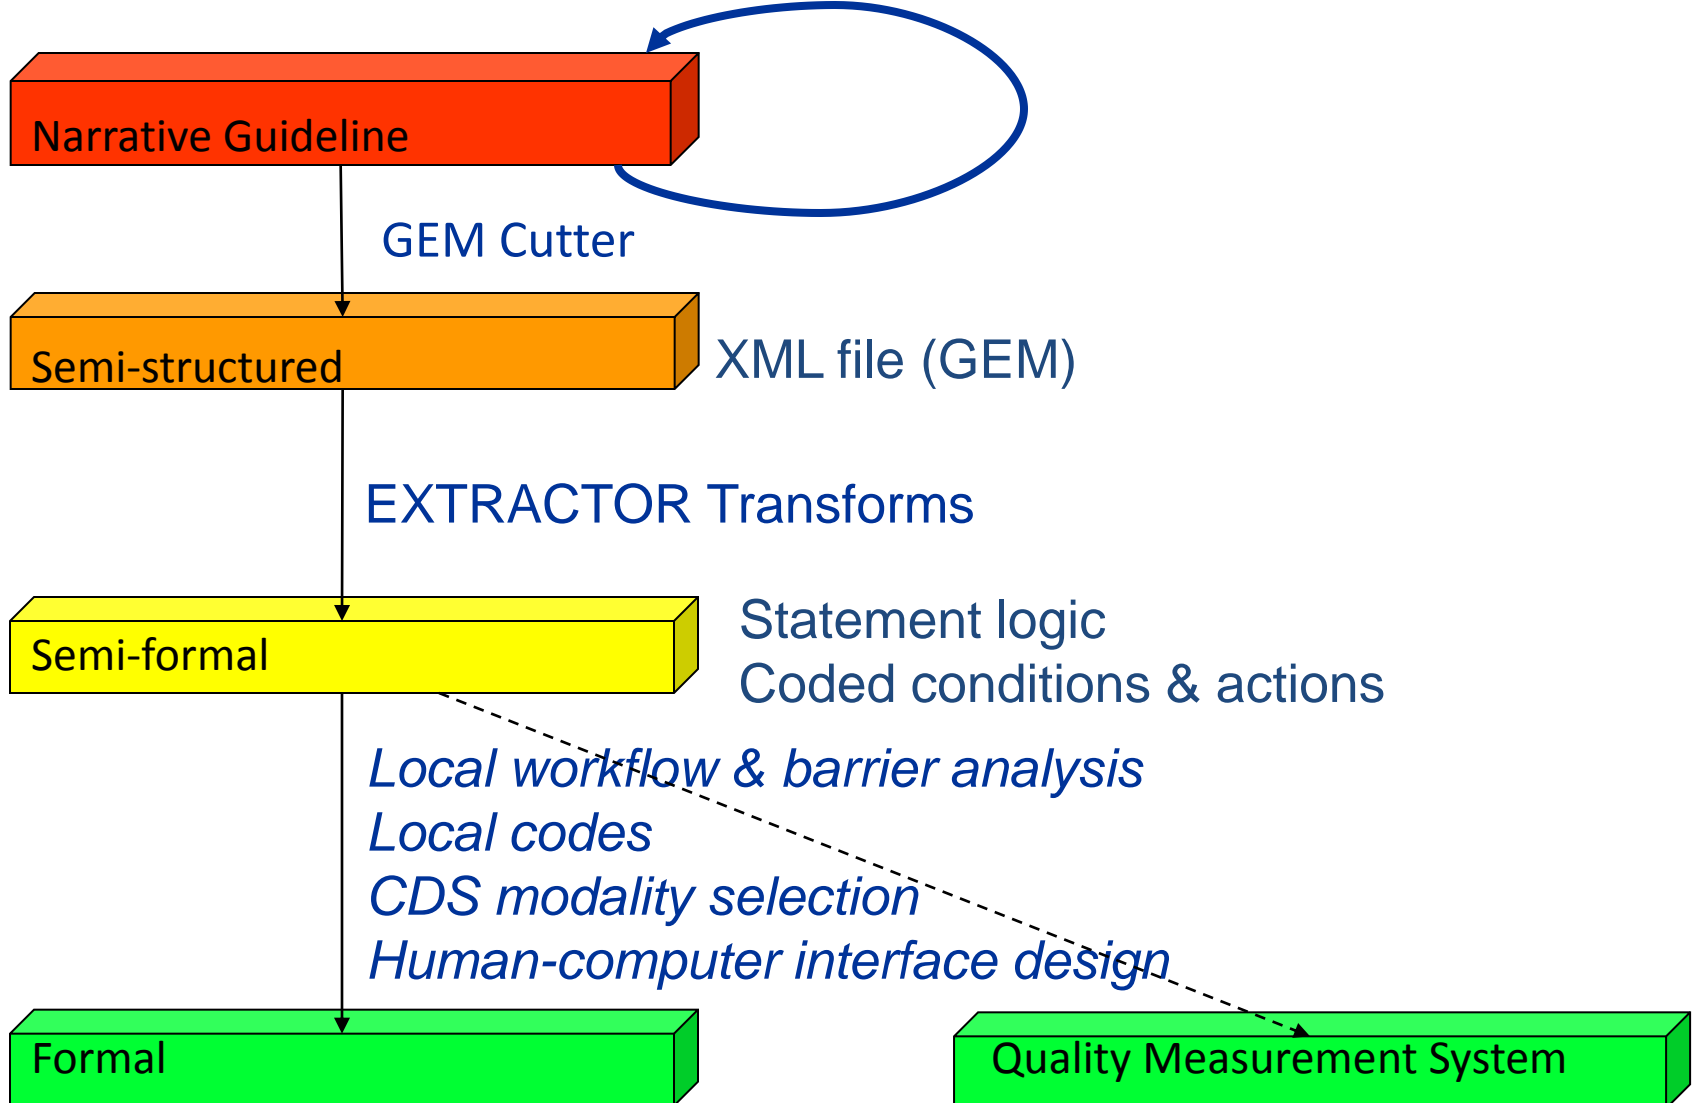 Narrative Guideline
GEM Cutter
Semi-structured
XML file (GEM)
EXTRACTOR Transforms
Semi-formal
Statement logic
Coded conditions & actions
Local workflow & barrier analysis
Local codes
CDS modality selection
Human-computer interface design
Formal
Quality Measurement System